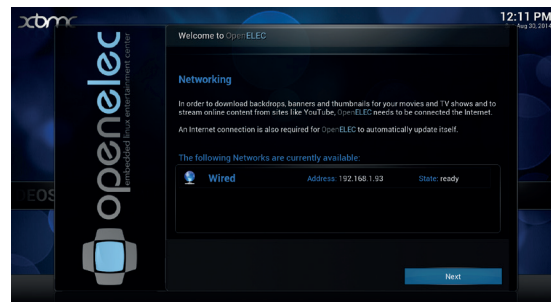 xbmc
12:11 PM
Aug 30, 2014
openelec
embedded linux entertainment center
Welcome to OpenELEC
Networking
In order to download backdrops, banners and thumbnails for your movies and TV shows and to
stream online content from sites like YouTube, OpenELEC needs to be connected the Internet.
An Internet connection is also required for OpenELEC to automatically update itself.
The following Networks are currently available:
Wired Address: 192.168.1.93 State: ready
Next